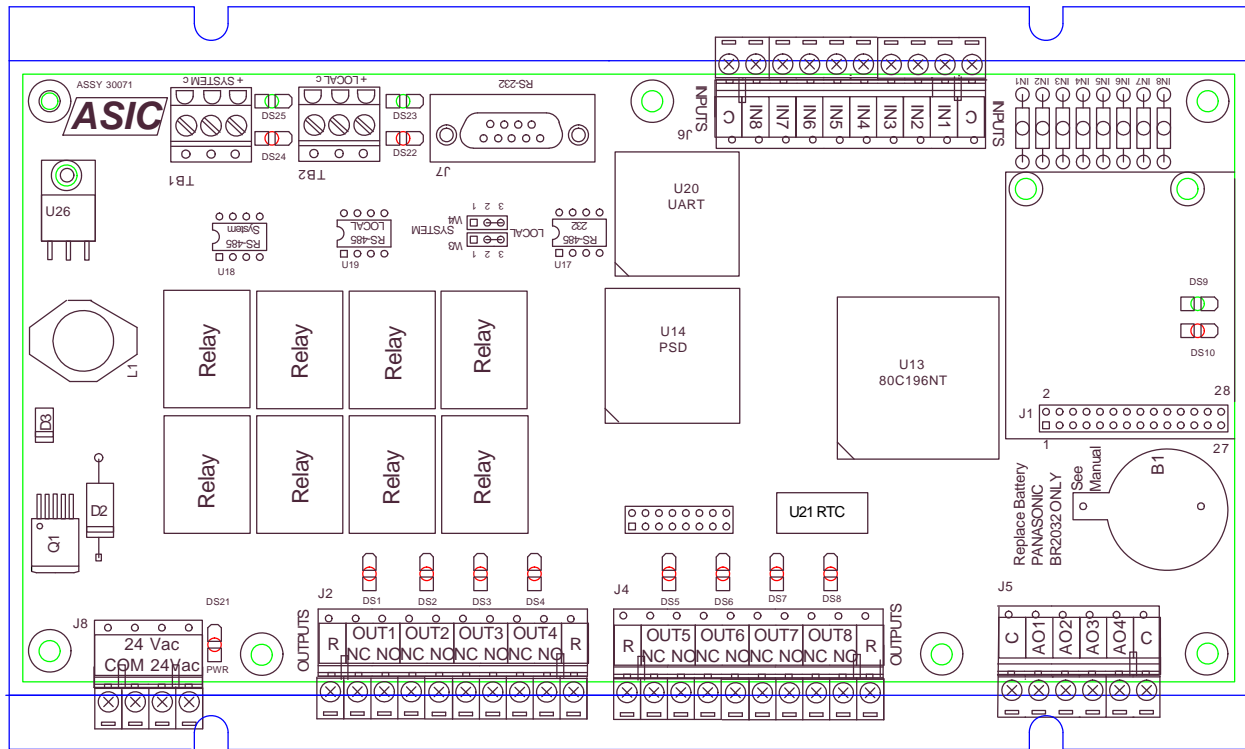 ASSY 30071
ASIC
+ SYSTEM c
DS25
DS24
TB1
+ LOCAL c
DS23
DS22
TB2
RS-232
J7
INPUTS
J6
C
IN8
IN7
IN6
IN5
IN4
IN3
IN2
IN1
C
INPUTS
IN1
IN2
IN3
IN4
IN5
IN6
IN7
IN8
U26
RS-485
System
U18
RS-485
LOCAL
U19
W4
W3
1 2 3
1 2 3
SYSTEM
LOCAL
RS-485
232
U17
U20
UART
U14
PSD
U13
80C196NT
DS9
DS10
J1
2
28
1
27
L1
D3
D2
Q1
Relay
Relay
Relay
Relay
Relay
Relay
Relay
Relay
U21 RTC
Replace Battery
PANASONIC
BR2032 ONLY
See
Manual
B1
DS21
PWR
J8
24 Vac
COM 24Vac
DS1
DS2
DS3
DS4
J2
OUTPUTS
R OUT1 OUT2 OUT3 OUT4 R
NC NO NC NO NC NO NC NO
DS5
DS6
DS7
DS8
J4
R OUT5 OUT6 OUT7 OUT8 R
NC NO NC NO NC NO NC NO
OUTPUTS
J5
C
AO1
AO2
AO3
AO4
C